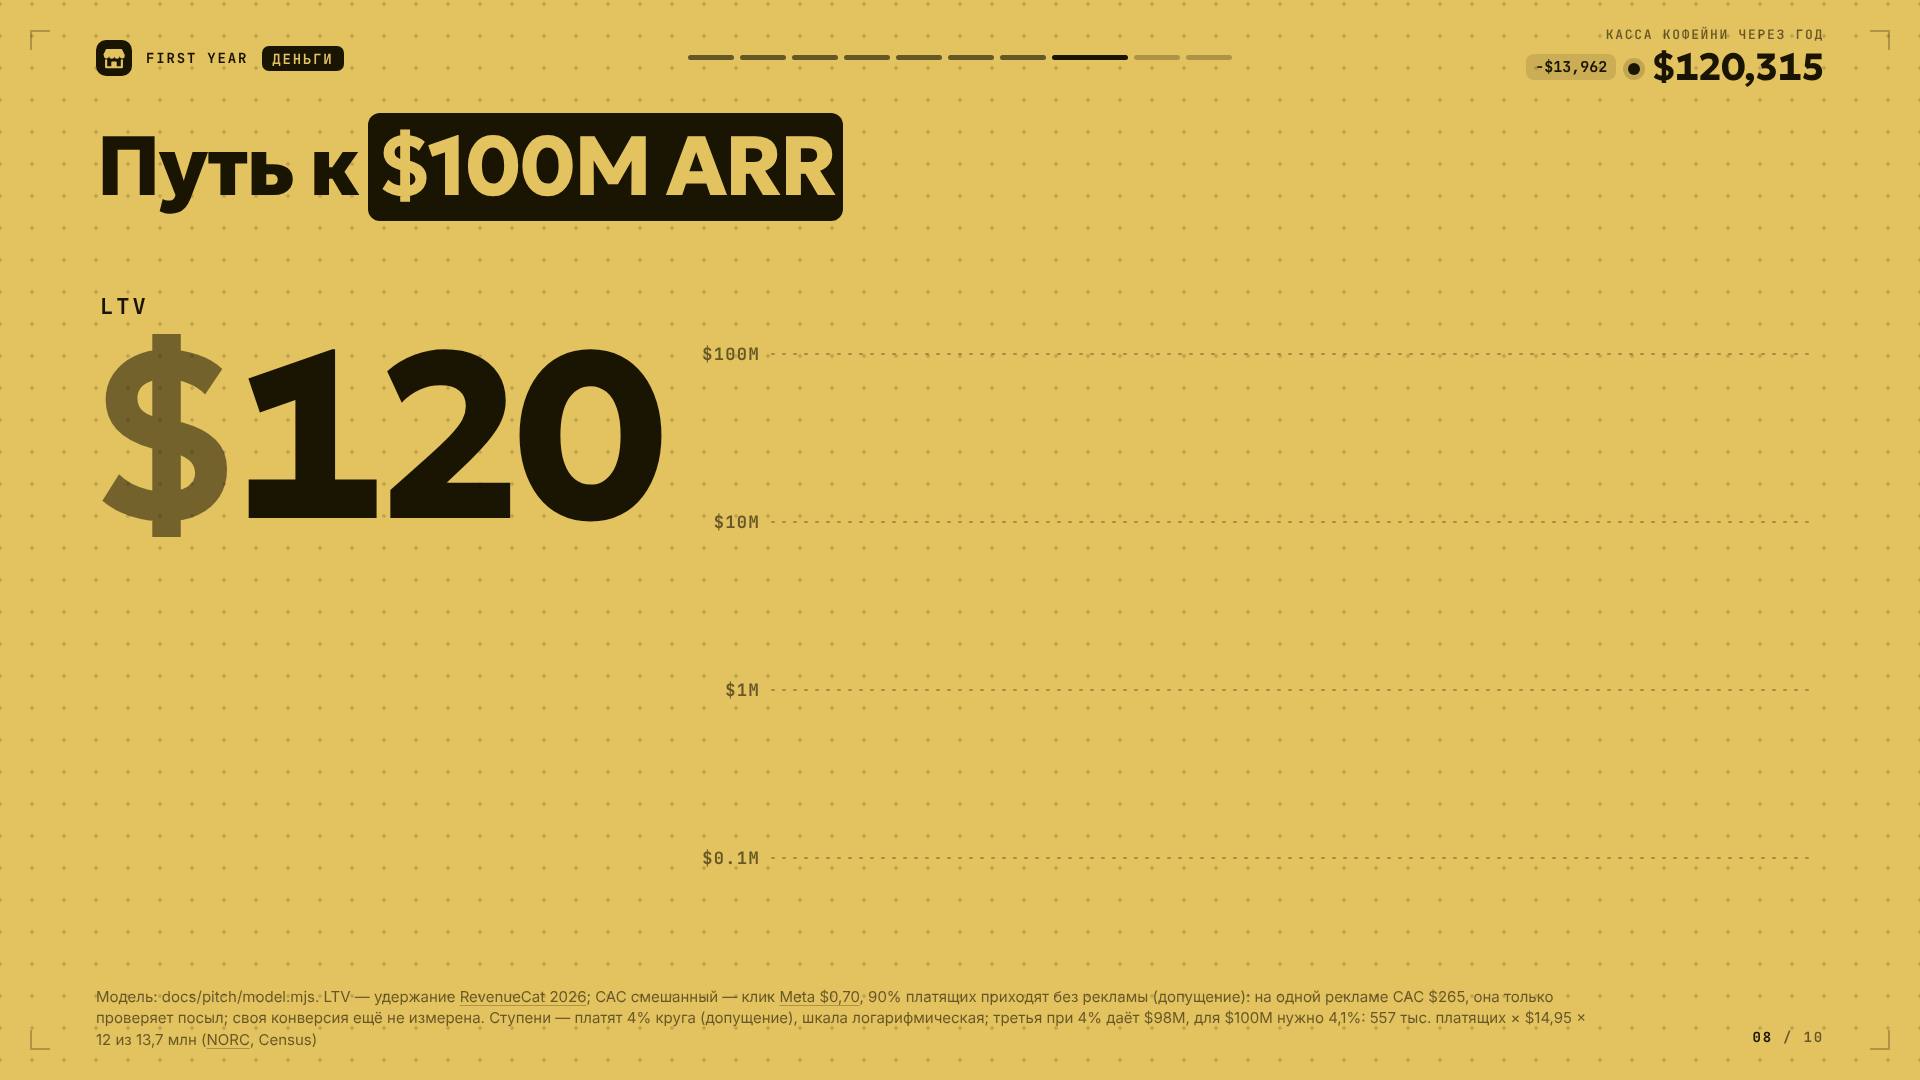 FIRST YEAR ДЕНЬГИ
КАССА КОФЕЙНИ ЧЕРЕЗ ГОД
-$13,962 $120,315
Путь к $100M ARR
LTV
$120
$100M
$10M
$1M
$0.1M
Модель: docs/pitch/model.mjs. LTV — удержание RevenueCat 2026; CAC смешанный — клик Meta $0,70, 90% платящих приходят без рекламы (допущение): на одной рекламе CAC $265, она только
проверяет посыл; своя конверсия ещё не измерена. Ступени — платят 4% круга (допущение), шкала логарифмическая; третья при 4% даёт $98M, для $100M нужно 4,1%: 557 тыс. платящих × $14,95 ×
12 из 13,7 млн (NORC, Census)
08 / 10